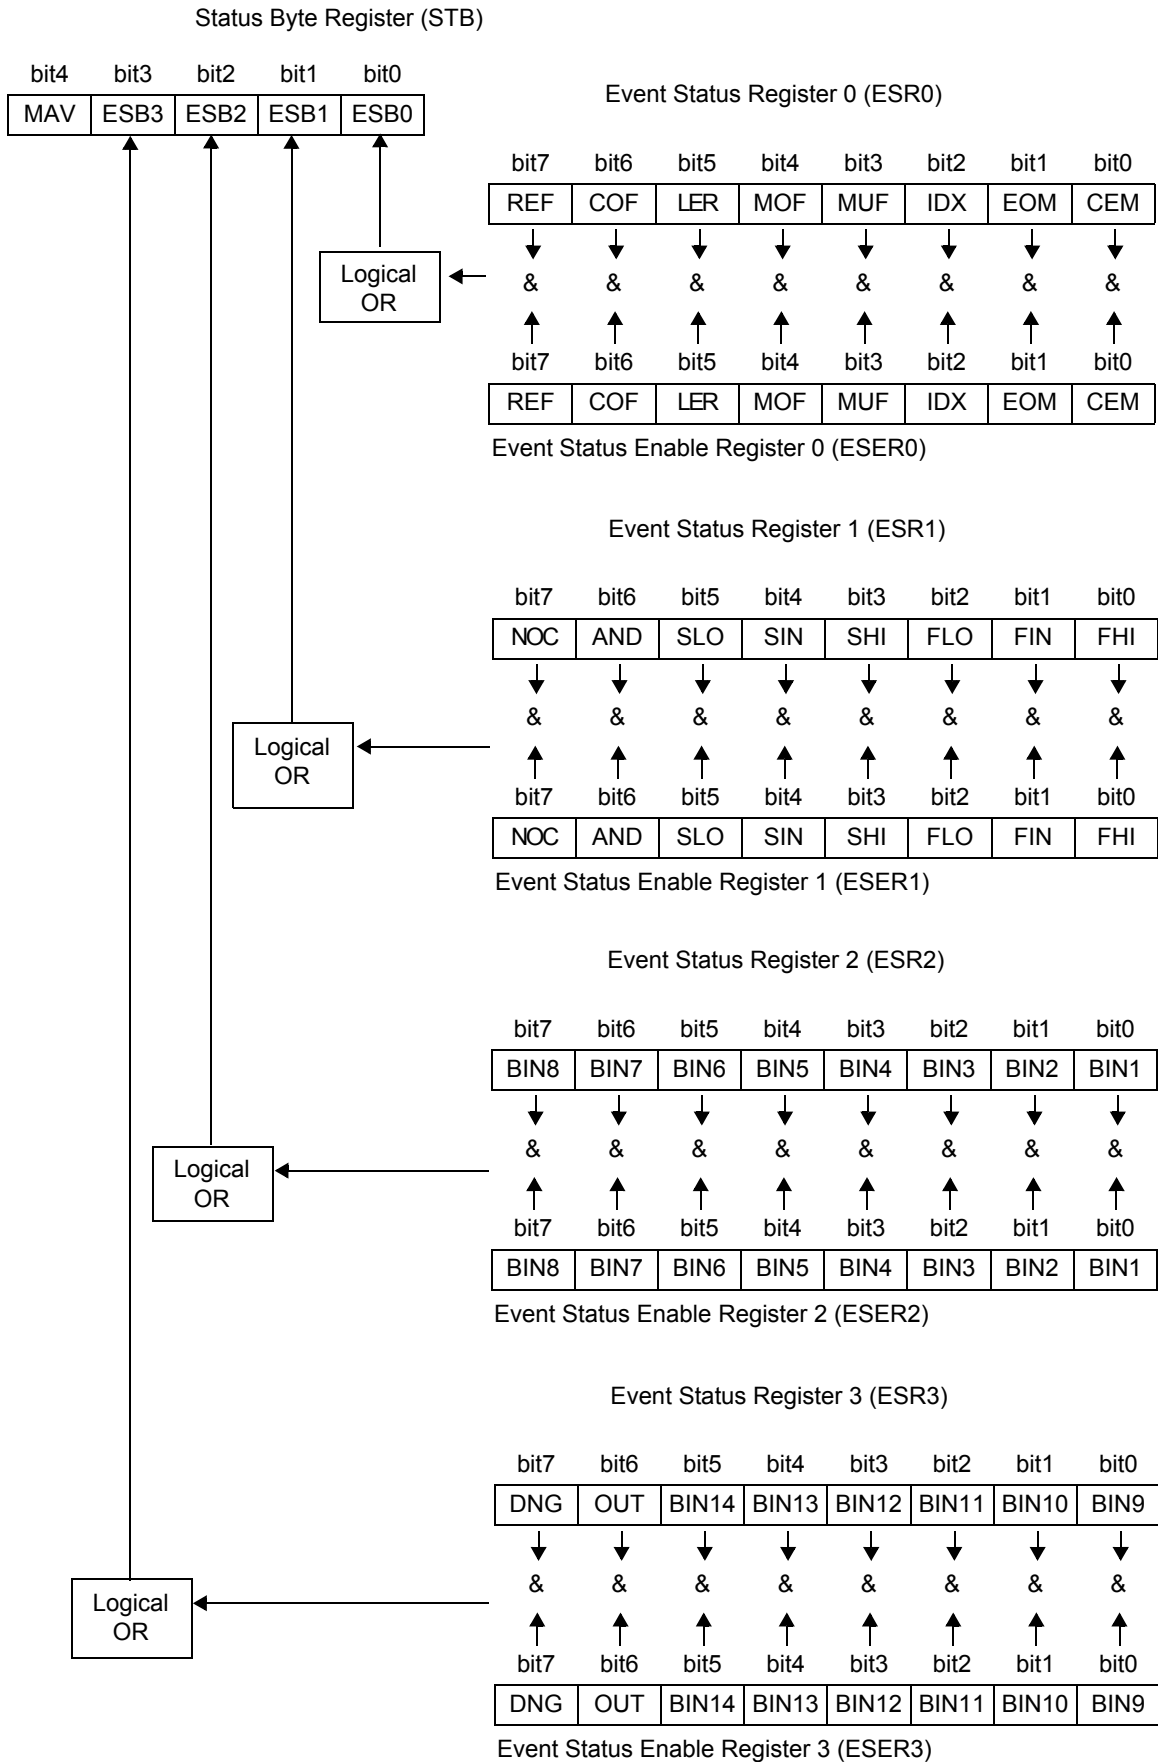 Status Byte Register (STB)
bit4 bit3 bit2 bit1 bit0
MAV ESB3 ESB2 ESB1 ESB0
Event Status Register 0 (ESR0)
bit7 bit6 bit5 bit4 bit3 bit2 bit1 bit0
REF COF LER MOF MUF IDX EOM CEM
Logical
OR
& & & & & & & &
bit7 bit6 bit5 bit4 bit3 bit2 bit1 bit0
REF COF LER MOF MUF IDX EOM CEM
Event Status Enable Register 0 (ESER0)
Event Status Register 1 (ESR1)
bit7 bit6 bit5 bit4 bit3 bit2 bit1 bit0
NOC AND SLO SIN SHI FLO FIN FHI
& & & & & & & &
Logical
OR
bit7 bit6 bit5 bit4 bit3 bit2 bit1 bit0
NOC AND SLO SIN SHI FLO FIN FHI
Event Status Enable Register 1 (ESER1)
Event Status Register 2 (ESR2)
bit7 bit6 bit5 bit4 bit3 bit2 bit1 bit0
BIN8 BIN7 BIN6 BIN5 BIN4 BIN3 BIN2 BIN1
& & & & & & & &
Logical
OR
bit7 bit6 bit5 bit4 bit3 bit2 bit1 bit0
BIN8 BIN7 BIN6 BIN5 BIN4 BIN3 BIN2 BIN1
Event Status Enable Register 2 (ESER2)
Event Status Register 3 (ESR3)
bit7 bit6 bit5 bit4 bit3 bit2 bit1 bit0
DNG OUT BIN14 BIN13 BIN12 BIN11 BIN10 BIN9
& & & & & & & &
Logical
OR
bit7 bit6 bit5 bit4 bit3 bit2 bit1 bit0
DNG OUT BIN14 BIN13 BIN12 BIN11 BIN10 BIN9
Event Status Enable Register 3 (ESER3)